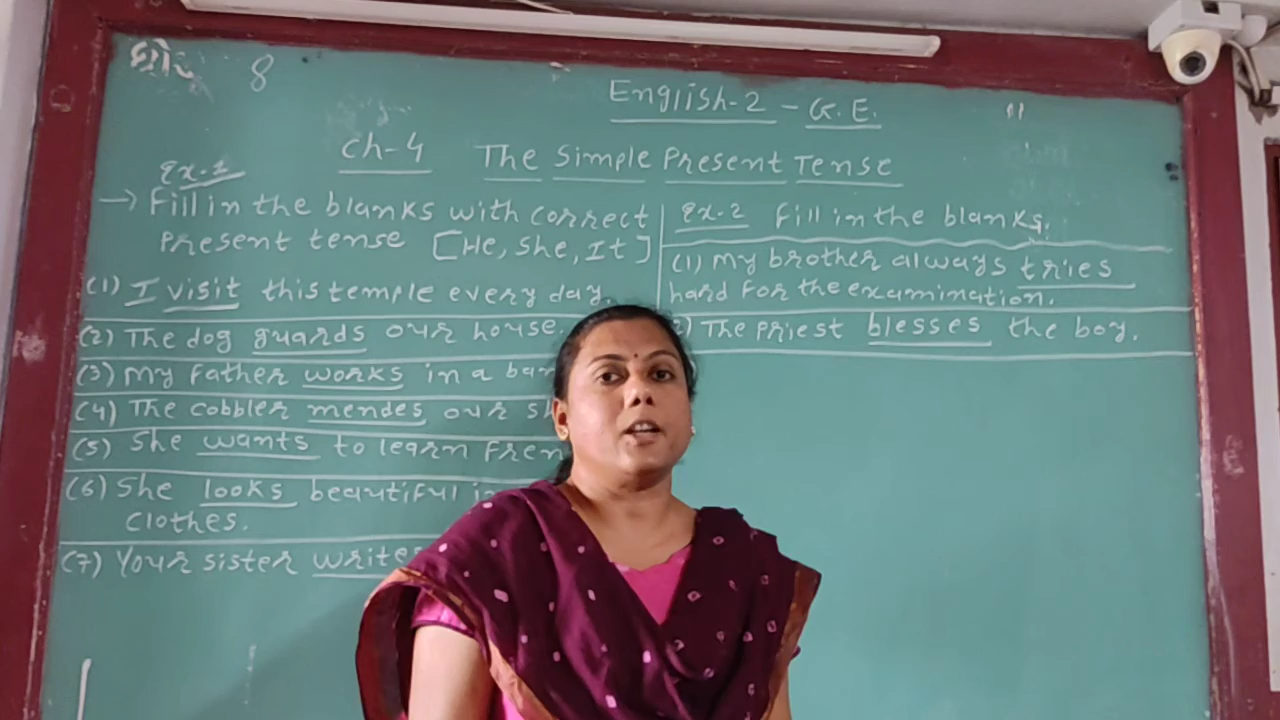 ધો. 8
English-2 - G.E.
Ch-4 The Simple Present Tense
Ex-1
→ Fill in the blanks with correct
Present tense [He, She, It]
(1) I visit this temple every day.
(2) The dog guards our house.
(3) My Father works in a
(4) The cobbler mendes our
(5) She wants to learn
(6) She looks beautiful
clothes.
(7) Your sister writes
Ex-2 Fill in the blanks.
(1) My brother always tries
hard for the examination.
The Priest blesses the boy.